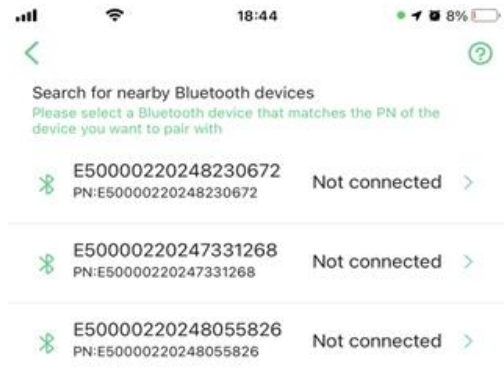 18:44
8%
Search for nearby Bluetooth devices
Please select a Bluetooth device that matches the PN of the
device you want to pair with
E50000220248230672
PN:E50000220248230672
Not connected
E50000220247331268
PN:E50000220247331268
Not connected
E50000220248055826
PN:E50000220248055826
Not connected